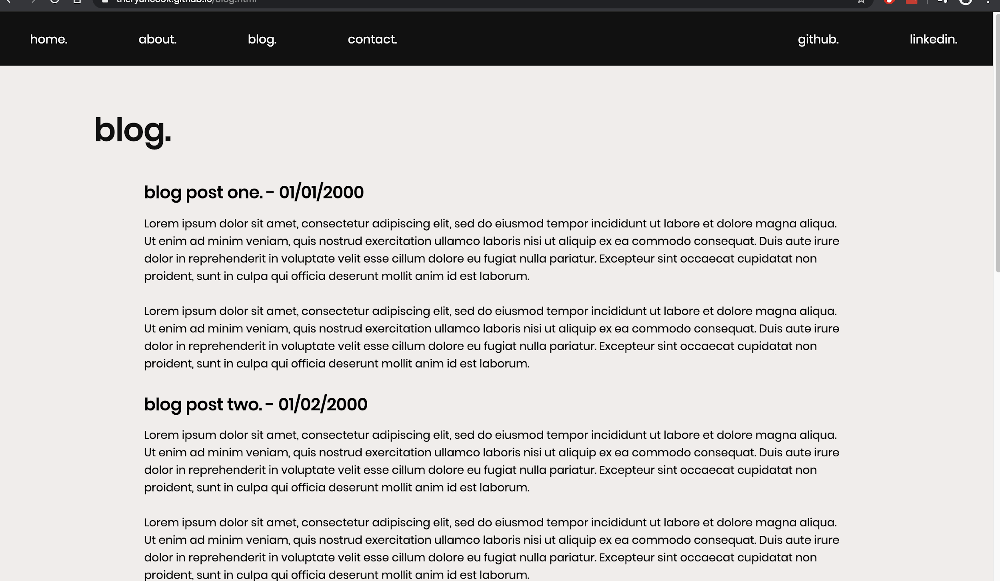 theryancook.github.io/blog.html
home. about. blog. contact. github. linkedin.
blog.
blog post one. - 01/01/2000
Lorem ipsum dolor sit amet, consectetur adipiscing elit, sed do eiusmod tempor incididunt ut labore et dolore magna aliqua.
Ut enim ad minim veniam, quis nostrud exercitation ullamco laboris nisi ut aliquip ex ea commodo consequat. Duis aute irure
dolor in reprehenderit in voluptate velit esse cillum dolore eu fugiat nulla pariatur. Excepteur sint occaecat cupidatat non
proident, sunt in culpa qui officia deserunt mollit anim id est laborum.
Lorem ipsum dolor sit amet, consectetur adipiscing elit, sed do eiusmod tempor incididunt ut labore et dolore magna aliqua.
Ut enim ad minim veniam, quis nostrud exercitation ullamco laboris nisi ut aliquip ex ea commodo consequat. Duis aute irure
dolor in reprehenderit in voluptate velit esse cillum dolore eu fugiat nulla pariatur. Excepteur sint occaecat cupidatat non
proident, sunt in culpa qui officia deserunt mollit anim id est laborum.
blog post two. - 01/02/2000
Lorem ipsum dolor sit amet, consectetur adipiscing elit, sed do eiusmod tempor incididunt ut labore et dolore magna aliqua.
Ut enim ad minim veniam, quis nostrud exercitation ullamco laboris nisi ut aliquip ex ea commodo consequat. Duis aute irure
dolor in reprehenderit in voluptate velit esse cillum dolore eu fugiat nulla pariatur. Excepteur sint occaecat cupidatat non
proident, sunt in culpa qui officia deserunt mollit anim id est laborum.
Lorem ipsum dolor sit amet, consectetur adipiscing elit, sed do eiusmod tempor incididunt ut labore et dolore magna aliqua.
Ut enim ad minim veniam, quis nostrud exercitation ullamco laboris nisi ut aliquip ex ea commodo consequat. Duis aute irure
dolor in reprehenderit in voluptate velit esse cillum dolore eu fugiat nulla pariatur. Excepteur sint occaecat cupidatat non
proident, sunt in culpa qui officia deserunt mollit anim id est laborum.